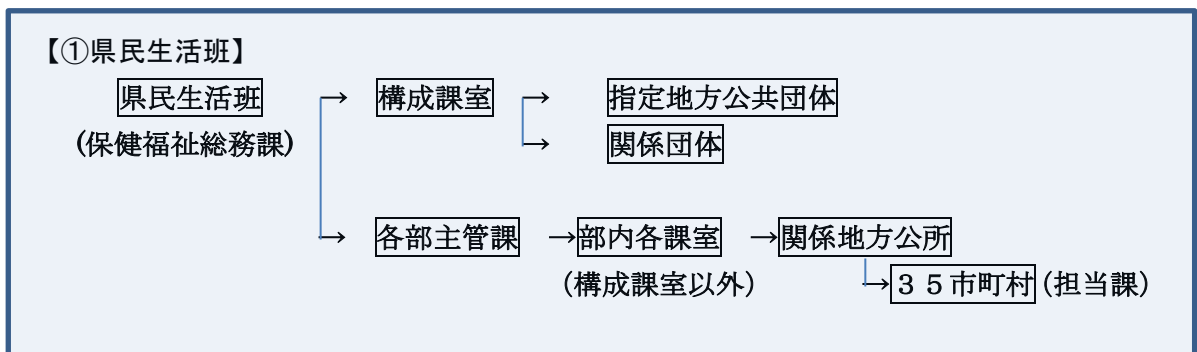 【①県民生活班】
県民生活班 → 構成課室 → 指定地方公共団体
(保健福祉総務課) → 関係団体
→ 各部主管課 →部内各課室 →関係地方公所
(構成課室以外) →35市町村(担当課)